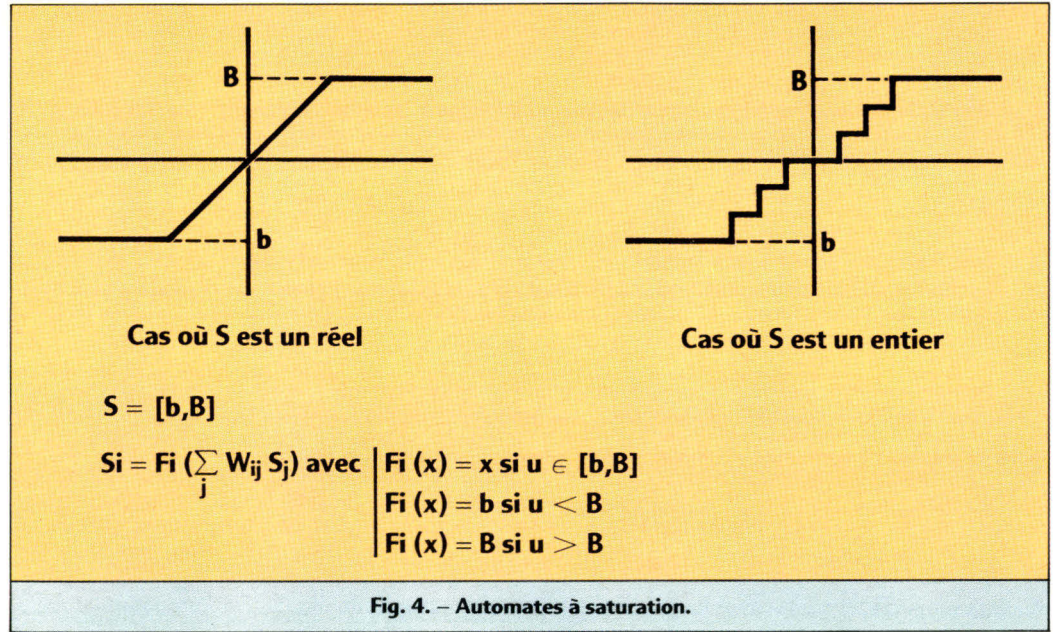 B
b
B
b
Cas où S est un réel
Cas où S est un entier
S = [b,B]
Si = Fi (∑ Wij Sj) avec | Fi (x) = x si u ∈ [b,B]
j
Fi (x) = b si u < B
Fi (x) = B si u > B
Fig. 4. – Automates à saturation.